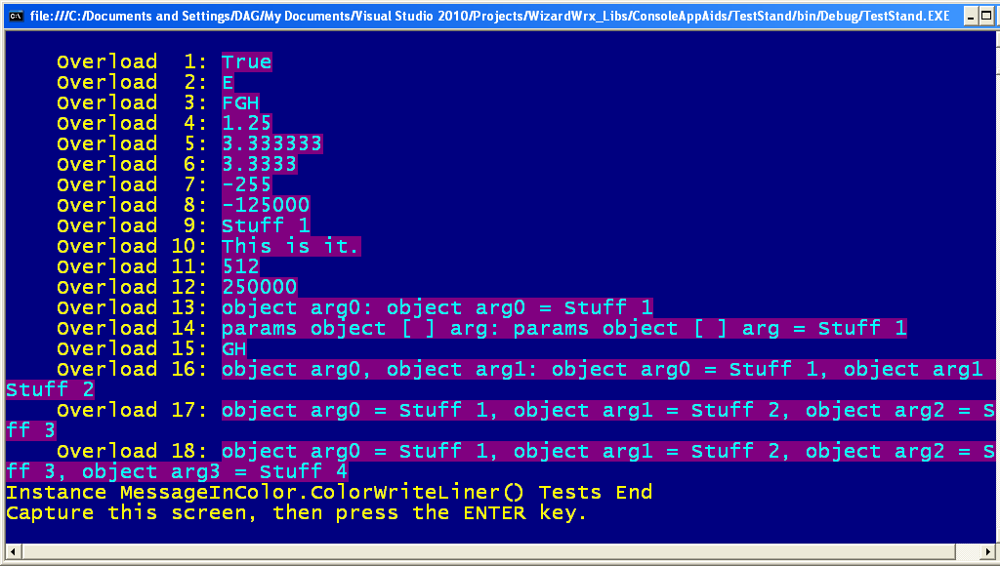 file:///C:/Documents and Settings/DAG/My Documents/Visual Studio 2010/Projects/WizardWrx_Libs/ConsoleAppAids/TestStand/bin/Debug/TestStand.EXE
Overload  1: True
Overload  2: E
Overload  3: FGH
Overload  4: 1.25
Overload  5: 3.333333
Overload  6: 3.3333
Overload  7: -255
Overload  8: -125000
Overload  9: Stuff 1
Overload 10: This is it.
Overload 11: 512
Overload 12: 250000
Overload 13: object arg0: object arg0 = Stuff 1
Overload 14: params object [ ] arg: params object [ ] arg = Stuff 1
Overload 15: GH
Overload 16: object arg0, object arg1: object arg0 = Stuff 1, object arg1
Stuff 2
Overload 17: object arg0 = Stuff 1, object arg1 = Stuff 2, object arg2 = S
ff 3
Overload 18: object arg0 = Stuff 1, object arg1 = Stuff 2, object arg2 = S
ff 3, object arg3 = Stuff 4
Instance MessageInColor.ColorWriteLiner() Tests End
Capture this screen, then press the ENTER key.